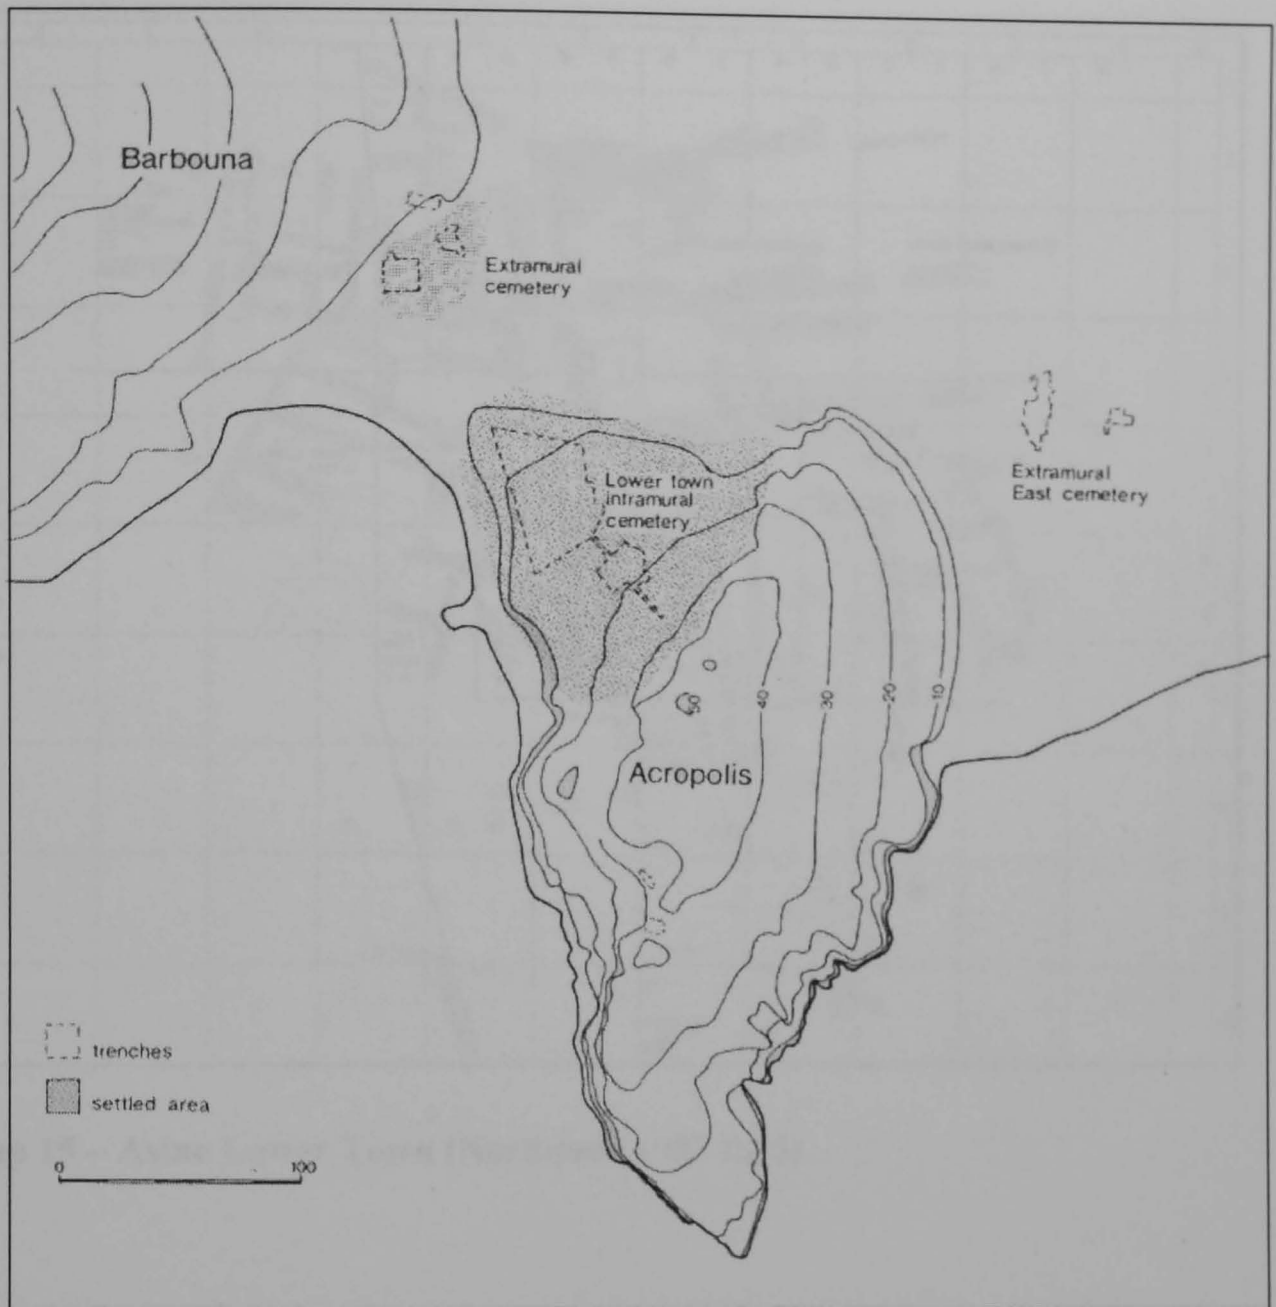 Barbouna
Extramural
cemetery
Extramural
East cemetery
Lower town
intramural
cemetery
50
40
30
20
10
Acropolis
trenches
settled area
0 100